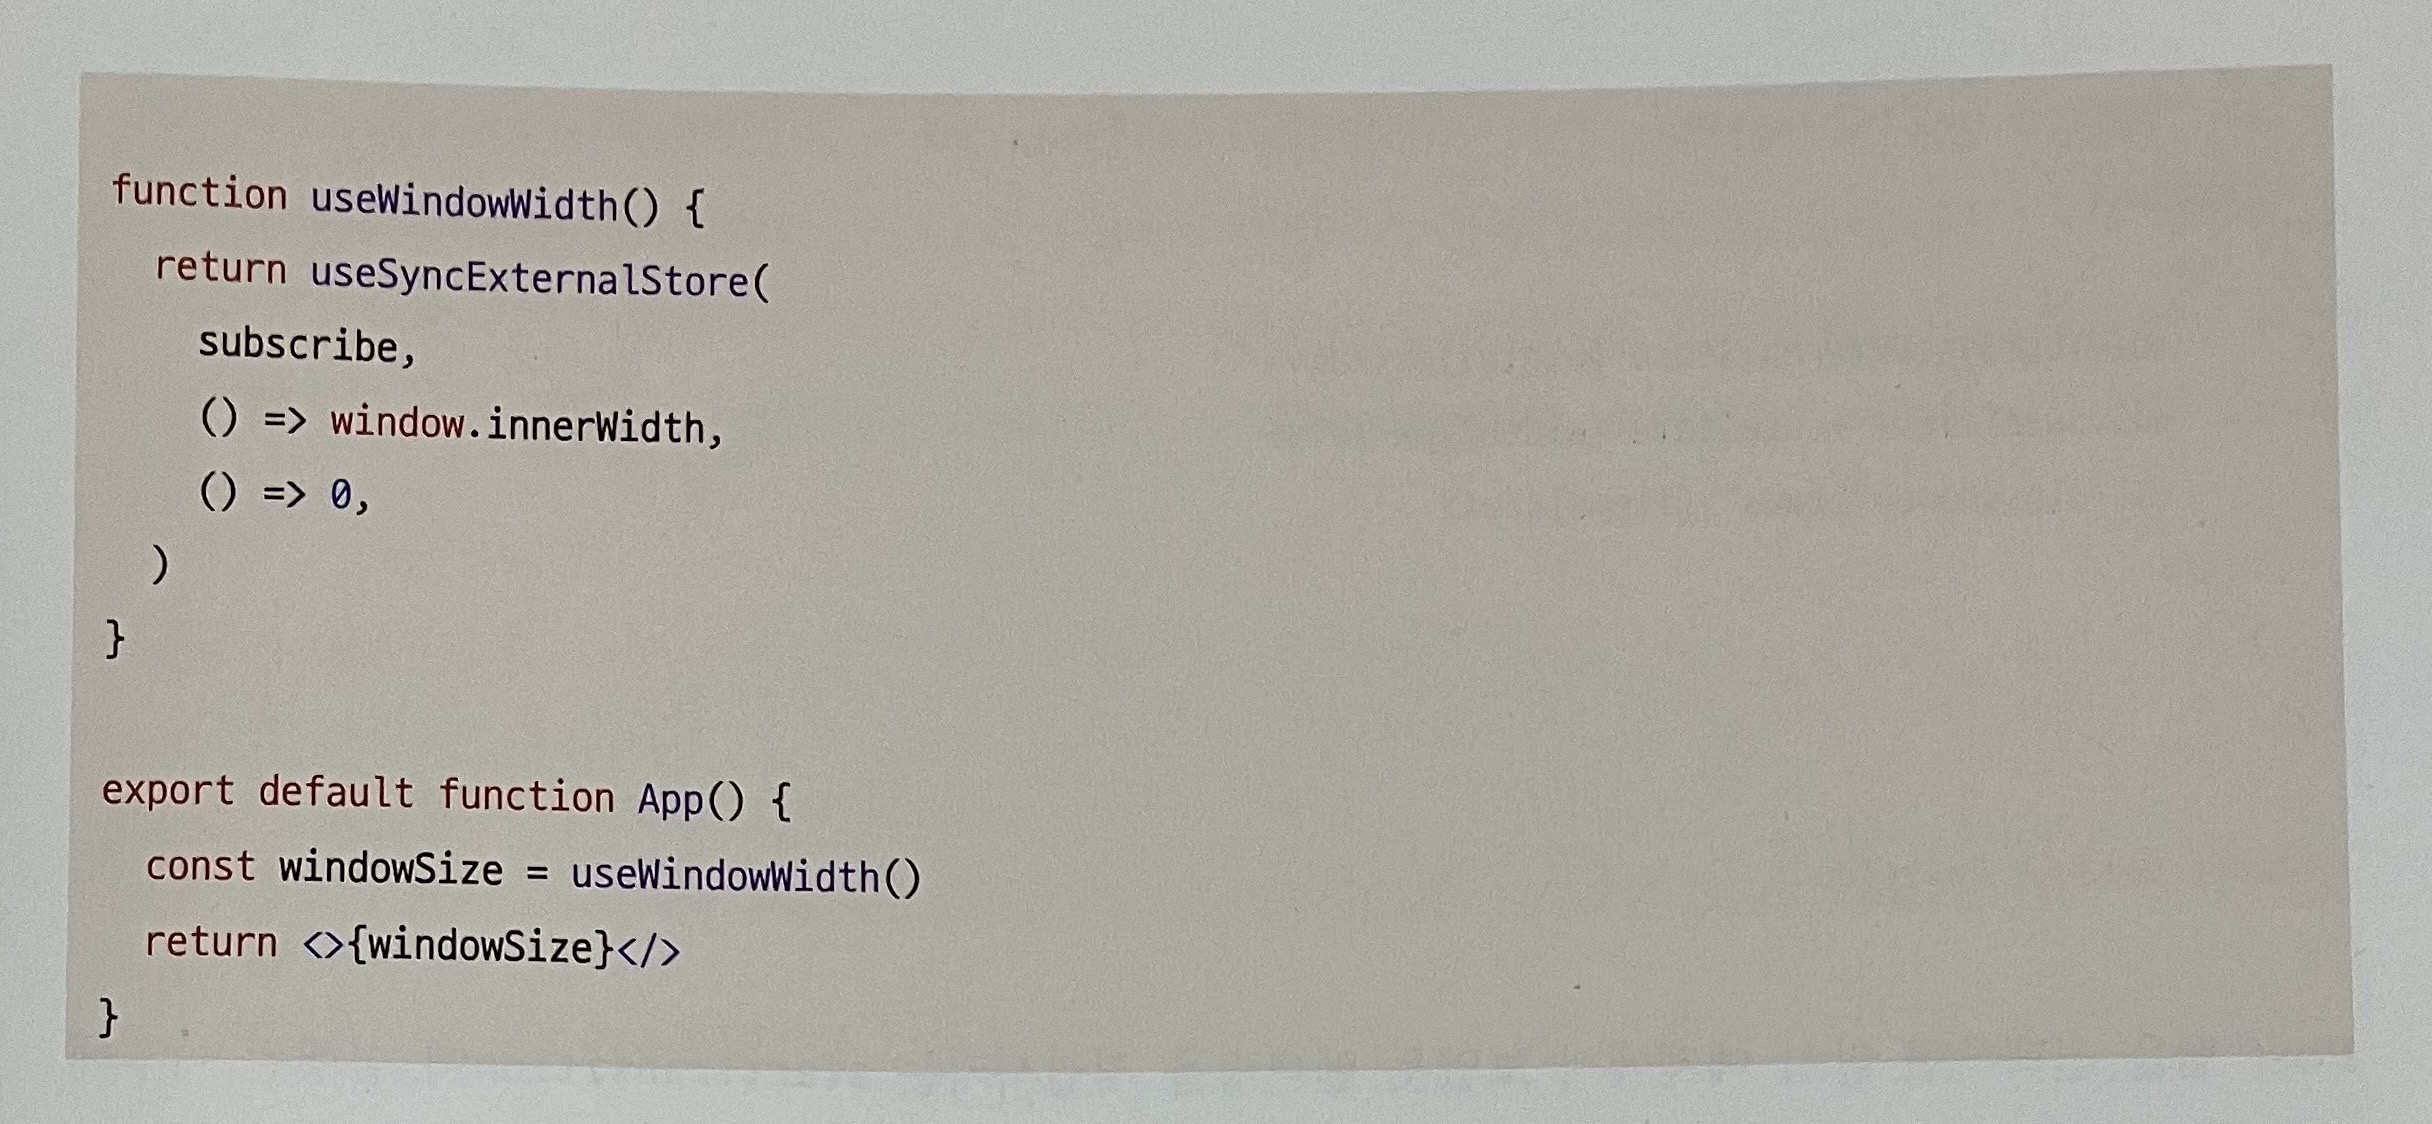 function useWindowWidth() {
  return useSyncExternalStore(
    subscribe,
    () => window.innerWidth,
    () => 0,
  )
}

export default function App() {
  const windowSize = useWindowWidth()
  return <>{windowSize}</>
}